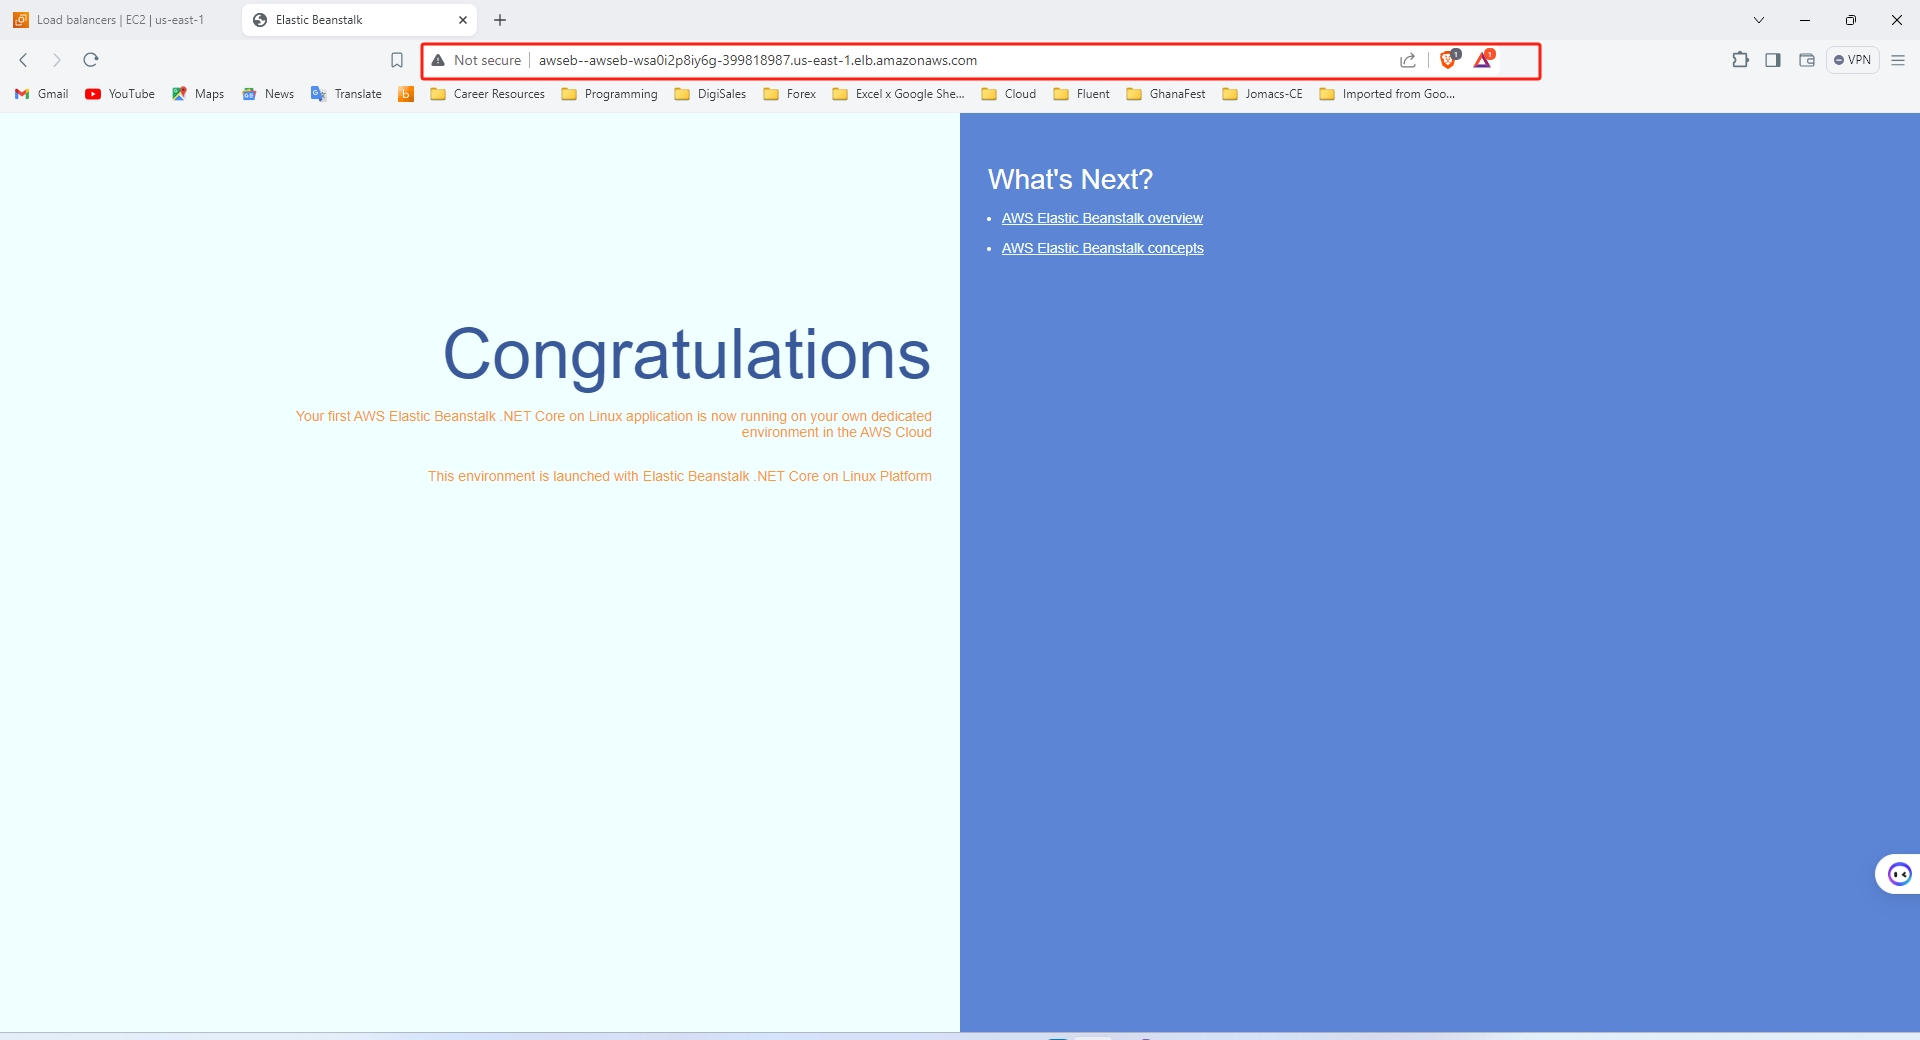 Load balancers | EC2 | us-east-1
Elastic Beanstalk
Not secure
awseb--awseb-wsa0i2p8iy6g-399818987.us-east-1.elb.amazonaws.com
1
1
VPN
Gmail
YouTube
Maps
News
Translate
b
Career Resources
Programming
DigiSales
Forex
Excel x Google She...
Cloud
Fluent
GhanaFest
Jomacs-CE
Imported from Goo...
Congratulations
Your first AWS Elastic Beanstalk .NET Core on Linux application is now running on your own dedicated
environment in the AWS Cloud
This environment is launched with Elastic Beanstalk .NET Core on Linux Platform
What's Next?
• AWS Elastic Beanstalk overview
• AWS Elastic Beanstalk concepts